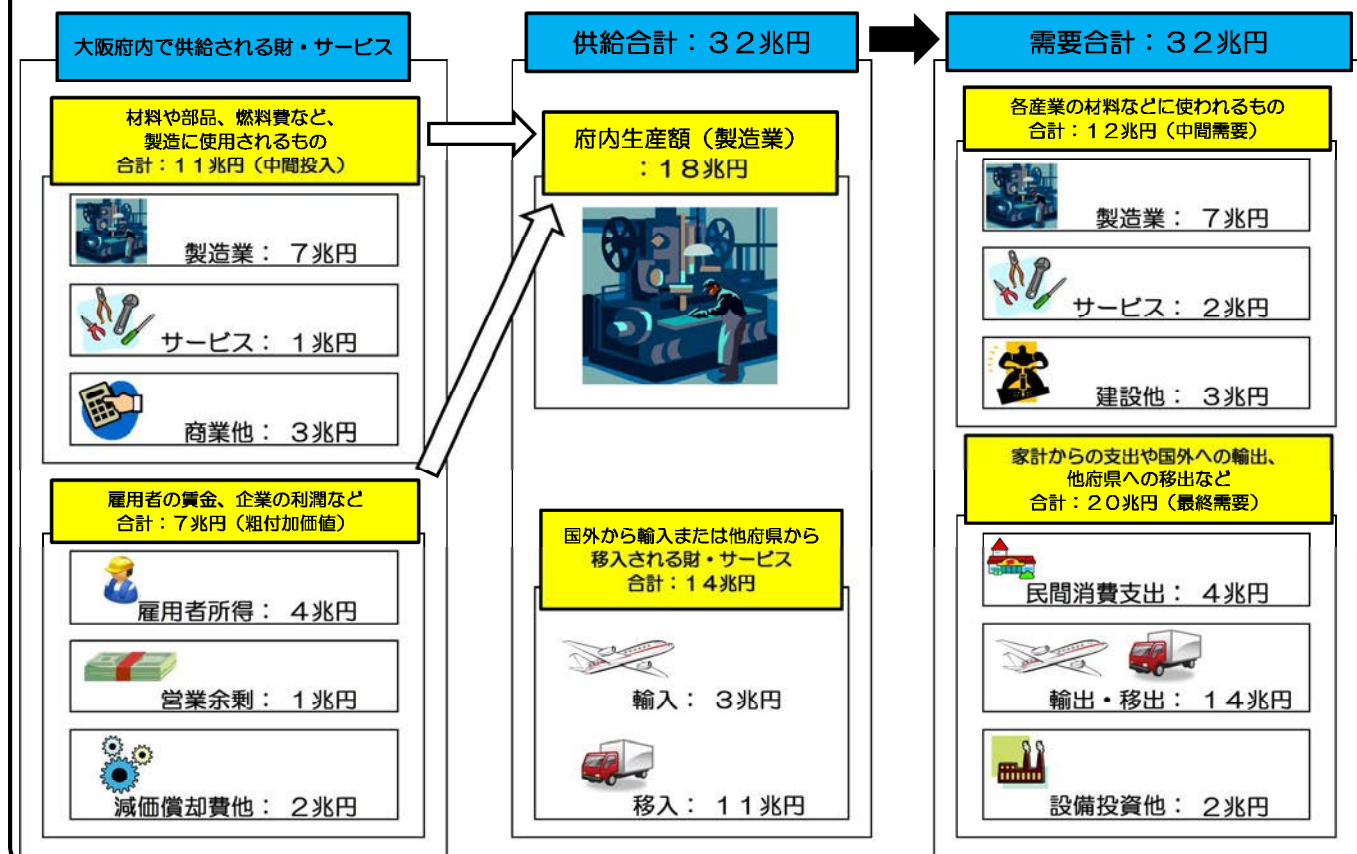 大阪府内で供給される財・サービス
材料や部品、燃料費など、
製造に使用されるもの
合計：１１兆円（中間投入）
製造業： ７兆円
サービス： １兆円
商業他： ３兆円
雇用者の賃金、企業の利潤など
合計：７兆円（粗付加価値）
雇用者所得： ４兆円
営業余剰： １兆円
減価償却費他： ２兆円
供給合計：３２兆円
府内生産額（製造業）
：１８兆円
国外から輸入または他府県から
移入される財・サービス
合計：１４兆円
輸入： ３兆円
移入： １１兆円
需要合計：３２兆円
各産業の材料などに使われるもの
合計：１２兆円（中間需要）
製造業： ７兆円
サービス： ２兆円
建設他： ３兆円
家計からの支出や国外への輸出、
他府県への移出など
合計：２０兆円（最終需要）
民間消費支出： ４兆円
輸出・移出： １４兆円
設備投資他： ２兆円